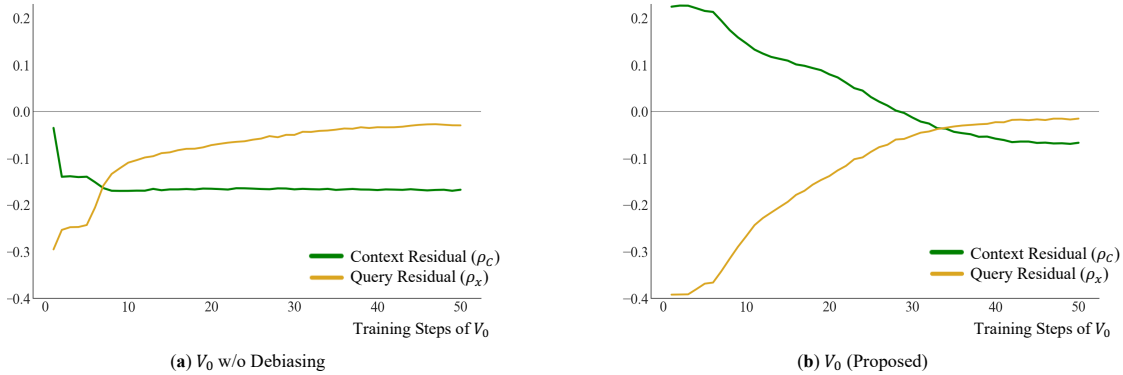 0.2
0.1
0.0
−0.1
−0.2
−0.3
−0.4
0 10 20 30 40 50
Context Residual (ρ_C)
Query Residual (ρ_x)
Training Steps of V_0
(a) V_0 w/o Debiasing
0.2
0.1
0.0
−0.1
−0.2
−0.3
−0.4
0 10 20 30 40 50
Context Residual (ρ_C)
Query Residual (ρ_x)
Training Steps of V_0
(b) V_0 (Proposed)